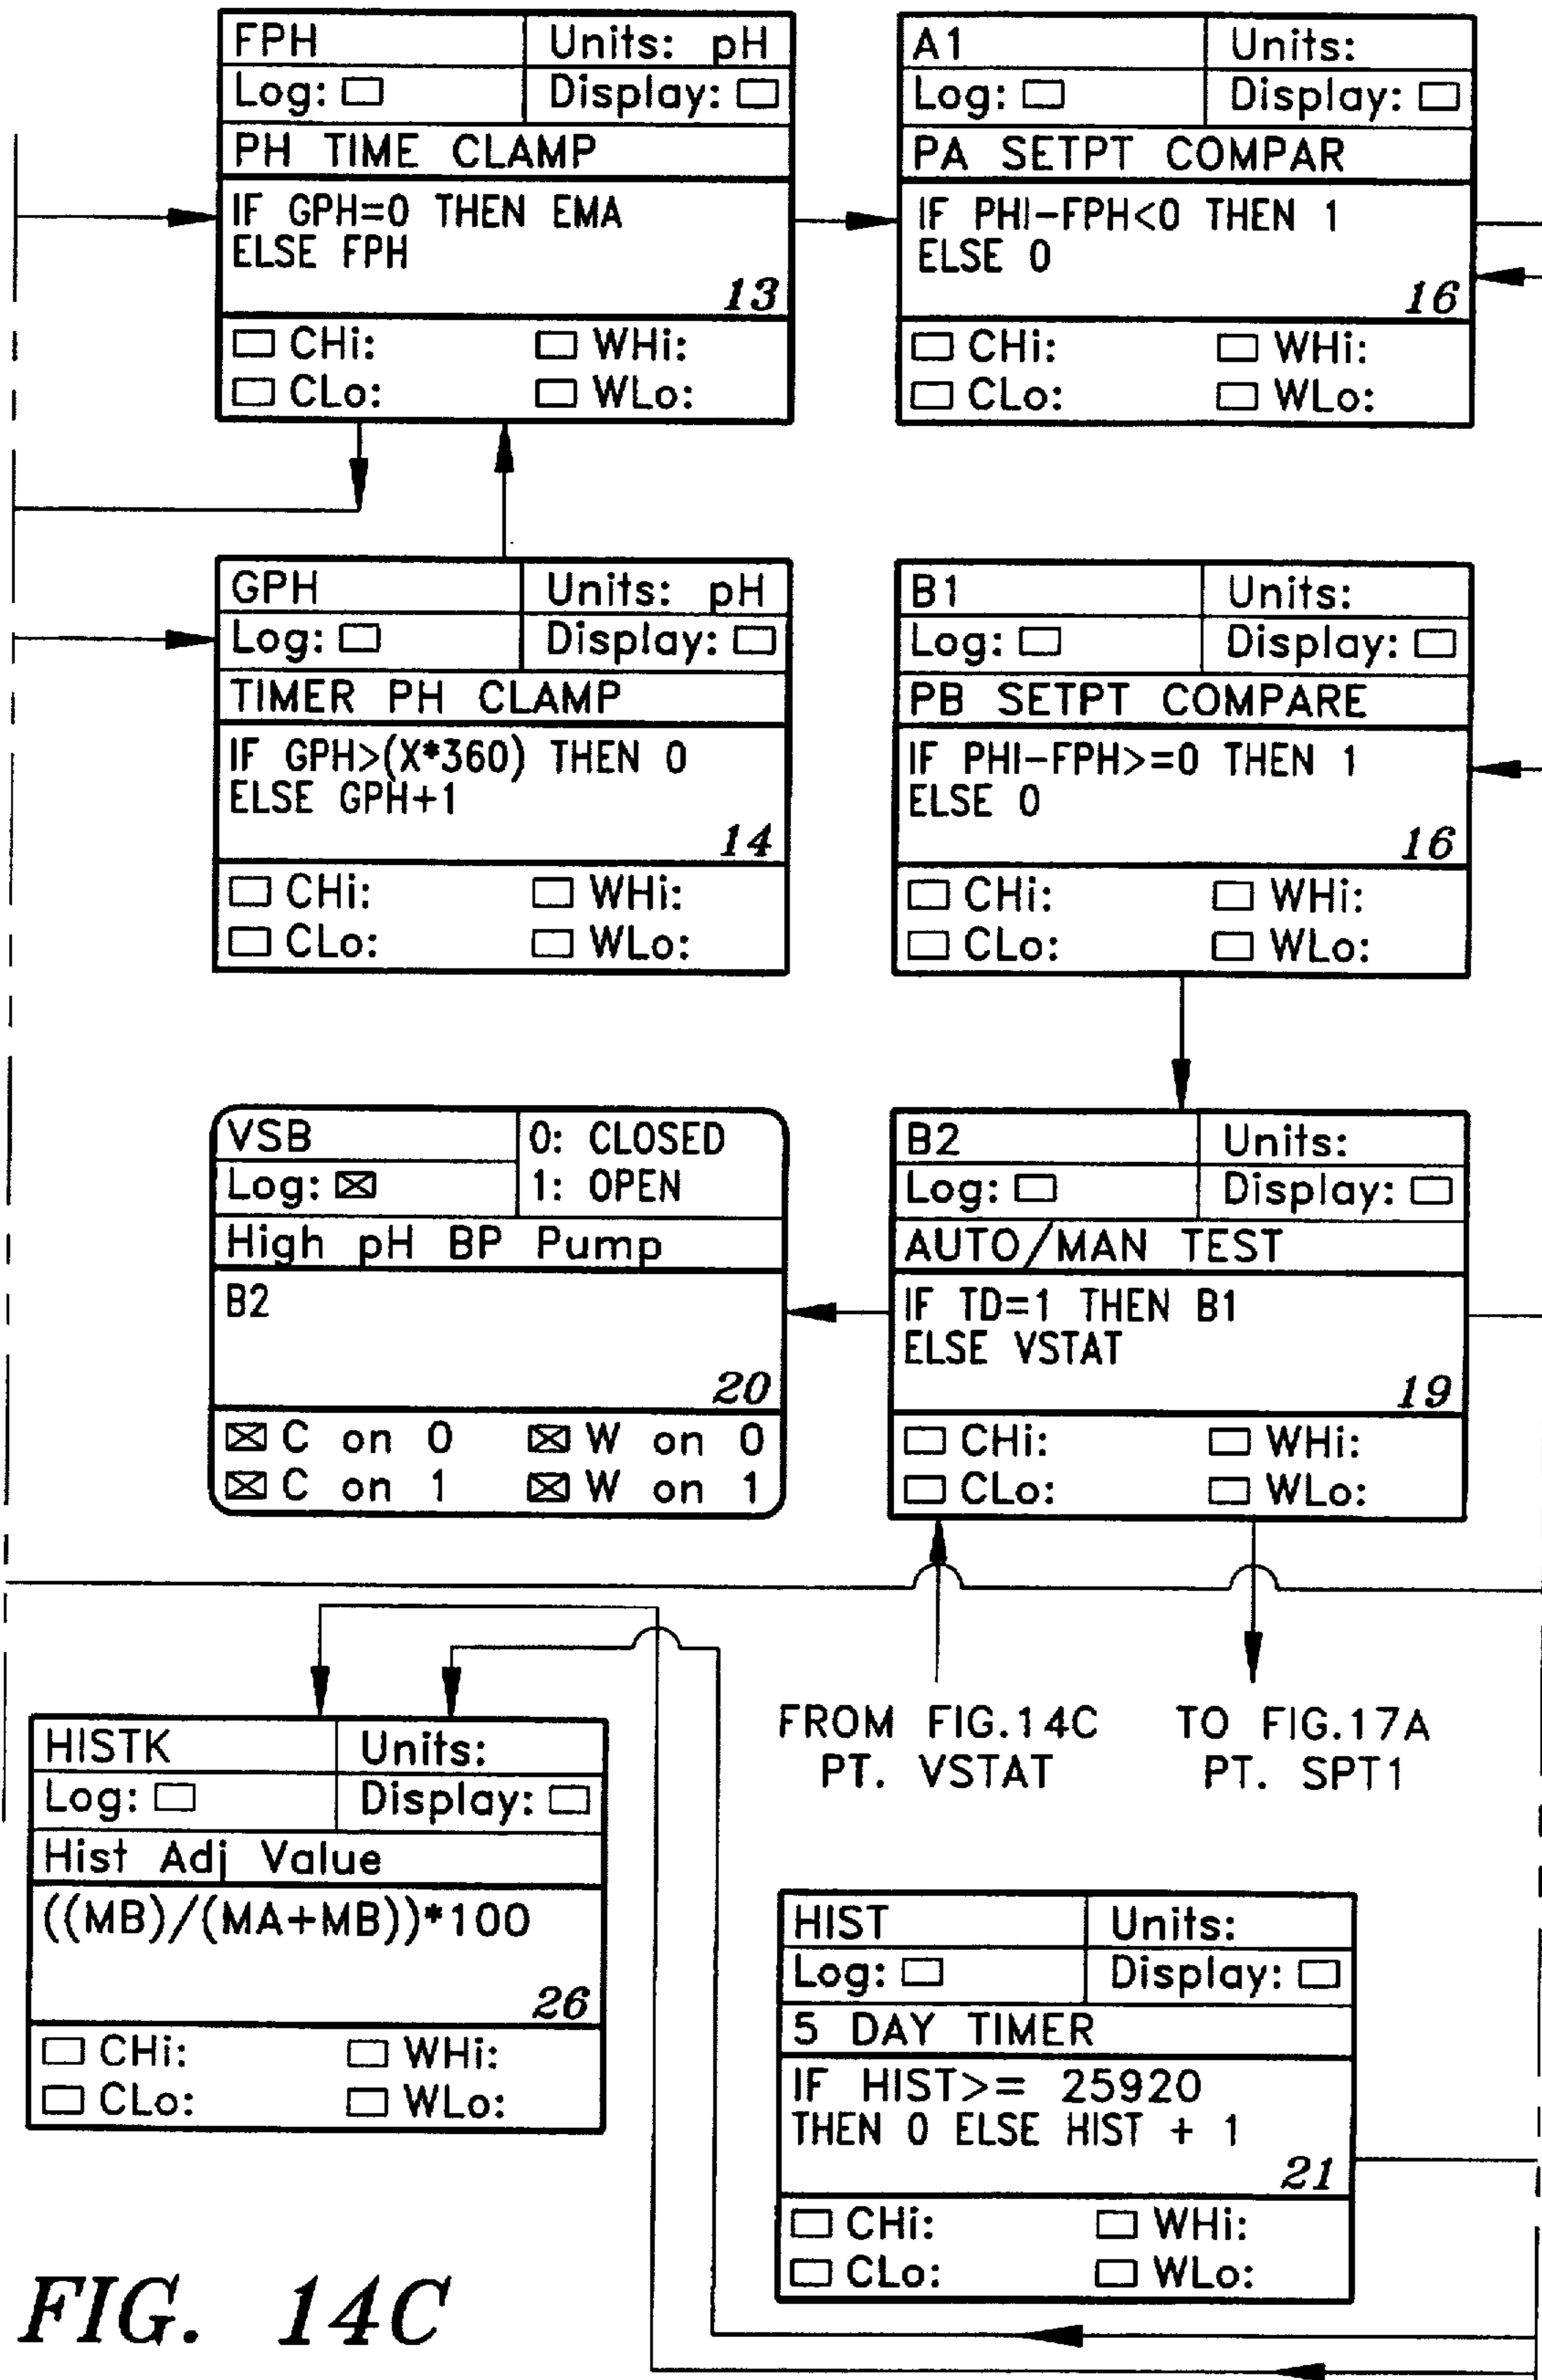 FPH Units: pH
Log: Display:
PH TIME CLAMP
IF GPH=0 THEN EMA
ELSE FPH
13
CHi: WHi:
CLo: WLo:
A1 Units:
Log: Display:
PA SETPT COMPAR
IF PHI-FPH<0 THEN 1
ELSE 0
16
CHi: WHi:
CLo: WLo:
GPH Units: pH
Log: Display:
TIMER PH CLAMP
IF GPH>(X*360) THEN 0
ELSE GPH+1
14
CHi: WHi:
CLo: WLo:
B1 Units:
Log: Display:
PB SETPT COMPARE
IF PHI-FPH>=0 THEN 1
ELSE 0
16
CHi: WHi:
CLo: WLo:
VSB 0: CLOSED
Log: 1: OPEN
High pH BP Pump
B2
20
C on 0 W on 0
C on 1 W on 1
B2 Units:
Log: Display:
AUTO/MAN TEST
IF TD=1 THEN B1
ELSE VSTAT
19
CHi: WHi:
CLo: WLo:
FROM FIG.14C
PT. VSTAT
TO FIG.17A
PT. SPT1
HISTK Units:
Log: Display:
Hist Adj Value
((MB)/(MA+MB))*100
26
CHi: WHi:
CLo: WLo:
HIST Units:
Log: Display:
5 DAY TIMER
IF HIST>= 25920
THEN 0 ELSE HIST + 1
21
CHi: WHi:
CLo: WLo:
FIG. 14C